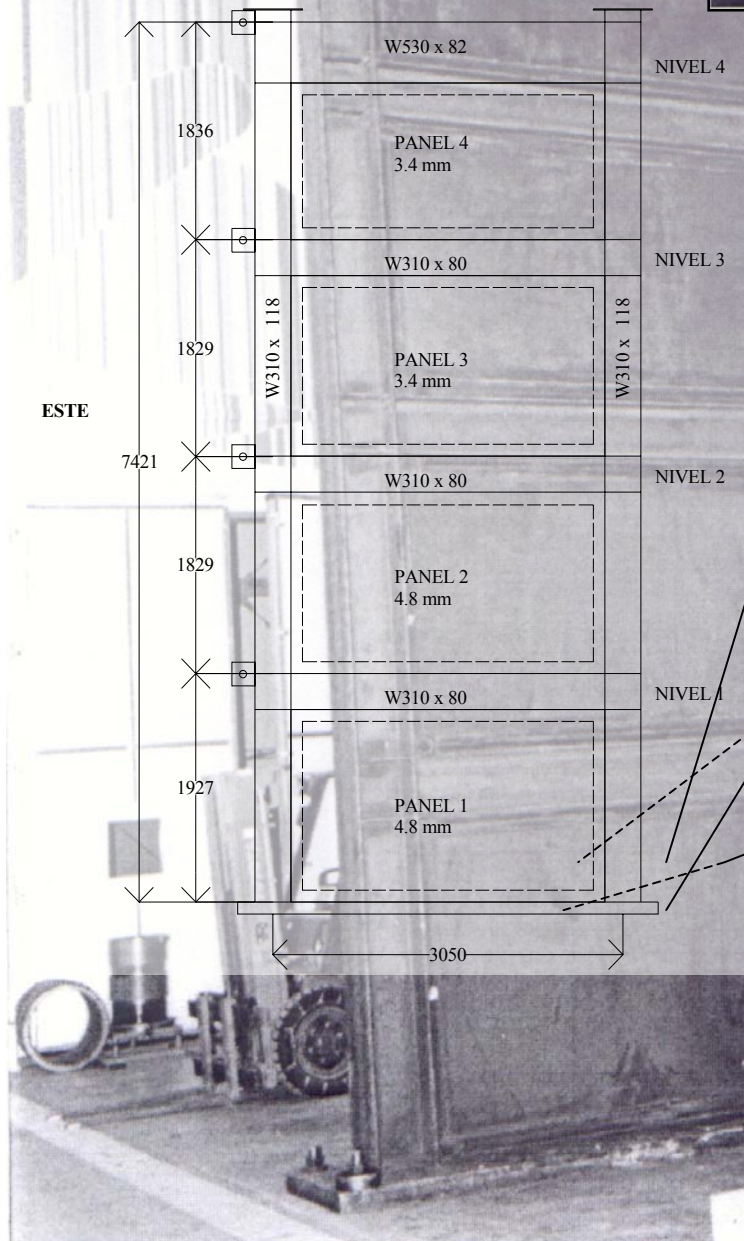 W530 x 82
NIVEL 4
1836
PANEL 4
3.4 mm
W310 x 80
NIVEL 3
W310 x 118
W310 x 118
1829
PANEL 3
3.4 mm
ESTE
7421
W310 x 80
NIVEL 2
1829
PANEL 2
4.8 mm
W310 x 80
NIVEL 1
1927
PANEL 1
4.8 mm
3050